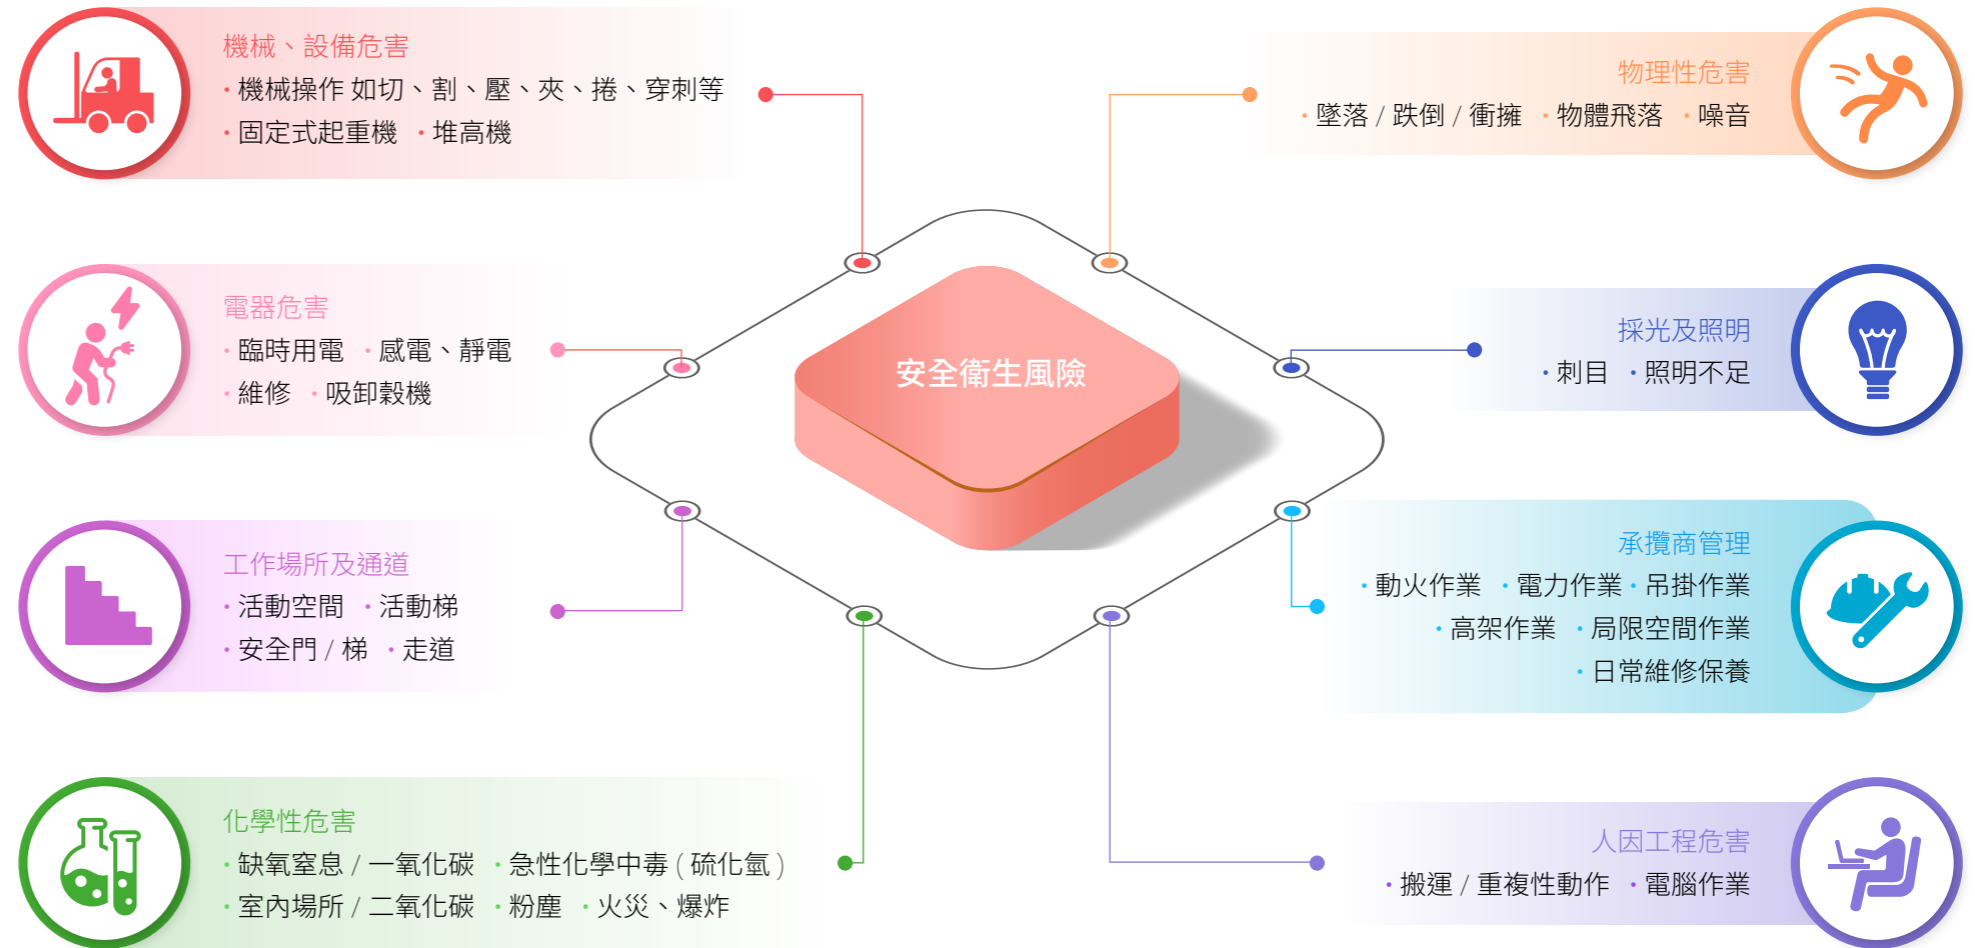 機械、設備危害
・機械操作 如切、割、壓、夾、捲、穿刺等
・固定式起重機 ・堆高機
電器危害
・臨時用電 ・感電、靜電
・維修 ・吸卸穀機
工作場所及通道
・活動空間 ・活動梯
・安全門 / 梯 ・走道
化學性危害
・缺氧窒息 / 一氧化碳 ・急性化學中毒 ( 硫化氫 )
・室內場所 / 二氧化碳 ・粉塵 ・火災、爆炸
安全衛生風險
物理性危害
・墜落 / 跌倒 / 衝擁 ・物體飛落 ・噪音
採光及照明
・刺目 ・照明不足
承攬商管理
・動火作業 ・電力作業・吊掛作業
・高架作業 ・局限空間作業
・日常維修保養
人因工程危害
・搬運 / 重複性動作 ・電腦作業